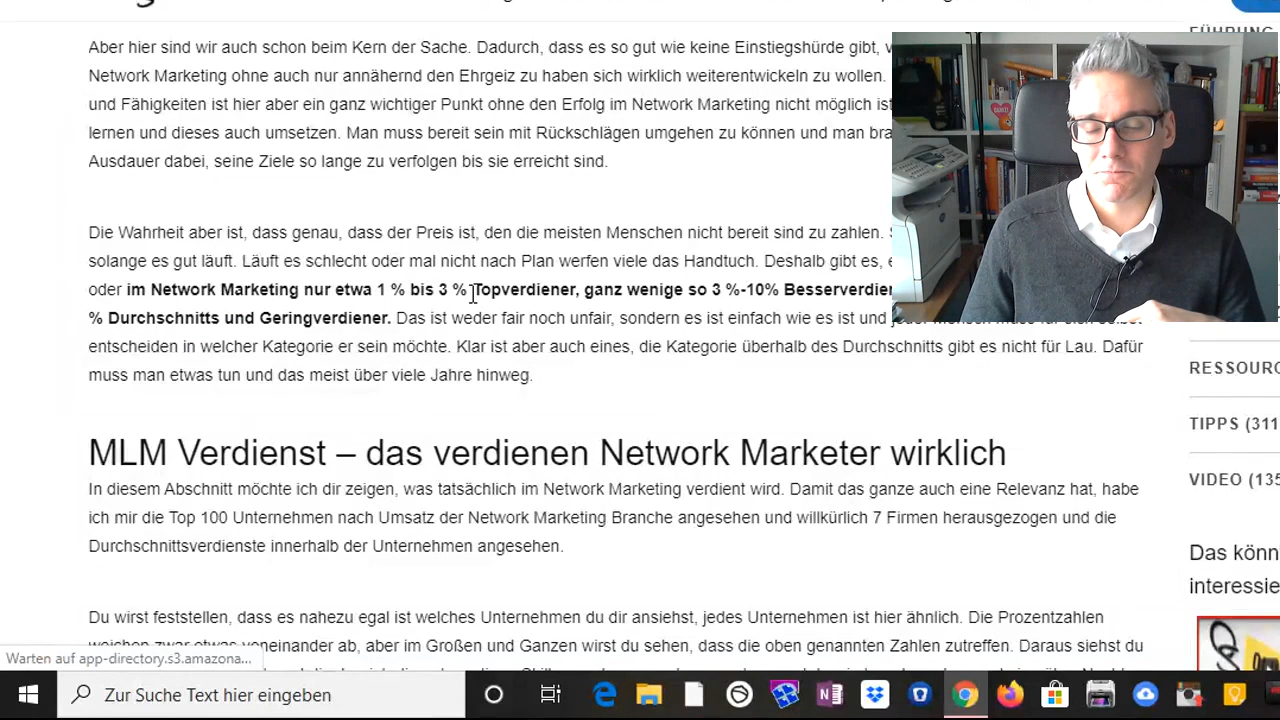 FÜHRUNG
Aber hier sind wir auch schon beim Kern der Sache. Dadurch, dass es so gut wie keine Einstiegshürde gibt,
Network Marketing ohne auch nur annähernd den Ehrgeiz zu haben sich wirklich weiterentwickeln zu wollen.
und Fähigkeiten ist hier aber ein ganz wichtiger Punkt ohne den Erfolg im Network Marketing nicht möglich ist
lernen und dieses auch umsetzen. Man muss bereit sein mit Rückschlägen umgehen zu können und man
Ausdauer dabei, seine Ziele so lange zu verfolgen bis sie erreicht sind.
Die Wahrheit aber ist, dass genau, dass der Preis ist, den die meisten Menschen nicht bereit sind zu zahlen.
solange es gut läuft. Läuft es schlecht oder mal nicht nach Plan werfen viele das Handtuch. Deshalb gibt es,
oder im Network Marketing nur etwa 1 % bis 3 % Topverdiener, ganz wenige so 3 %-10% Besserverdien
% Durchschnitts und Geringverdiener. Das ist weder fair noch unfair, sondern es ist einfach wie es ist und
entscheiden in welcher Kategorie er sein möchte. Klar ist aber auch eines, die Kategorie überhalb des Durchschnitts gibt es nicht für Lau. Dafür
muss man etwas tun und das meist über viele Jahre hinweg.
RESSOURC
TIPPS (311
VIDEO (135
MLM Verdienst – das verdienen Network Marketer wirklich
In diesem Abschnitt möchte ich dir zeigen, was tatsächlich im Network Marketing verdient wird. Damit das ganze auch eine Relevanz hat, habe
ich mir die Top 100 Unternehmen nach Umsatz der Network Marketing Branche angesehen und willkürlich 7 Firmen herausgezogen und die
Durchschnittsverdienste innerhalb der Unternehmen angesehen.
Das könn
interessie
Du wirst feststellen, dass es nahezu egal ist welches Unternehmen du dir ansiehst, jedes Unternehmen ist hier ähnlich. Die Prozentzahlen
weichen zwar etwas voneinander ab, aber im Großen und Ganzen wirst du sehen, dass die oben genannten Zahlen zutreffen. Daraus siehst du
Warten auf app-directory.s3.amazona...
Zur Suche Text hier eingeben